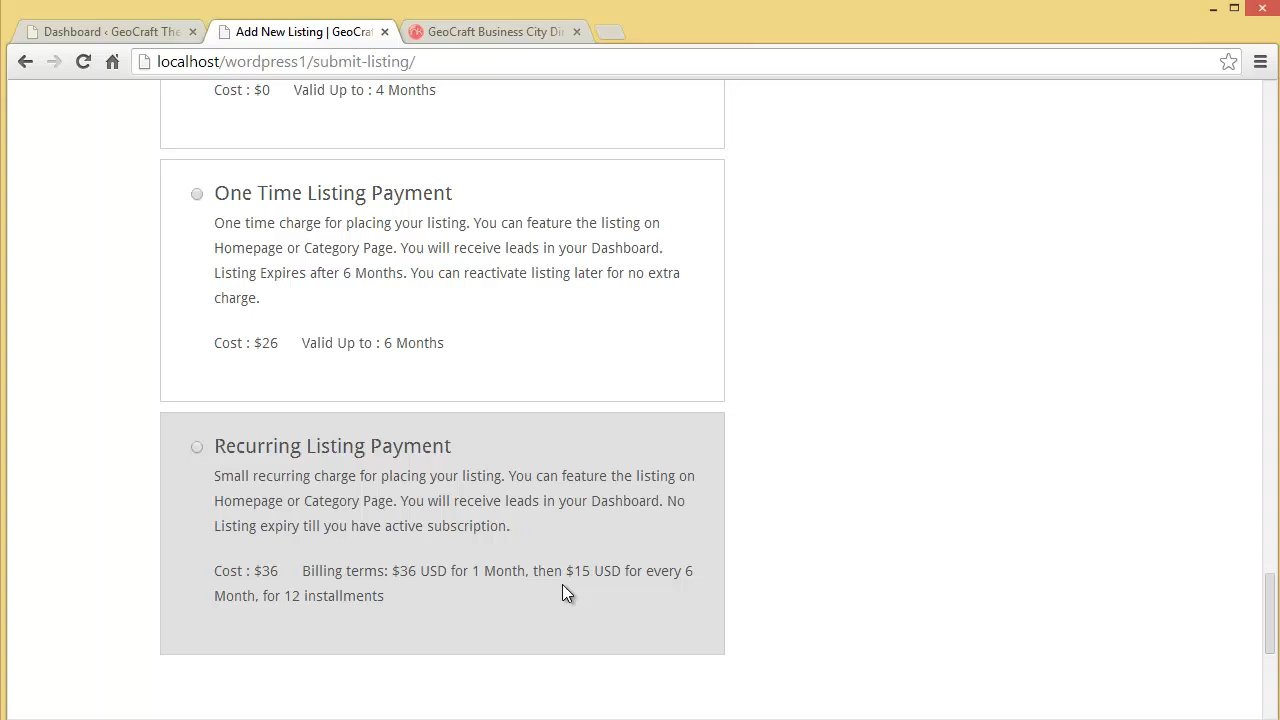 Dashboard ‹ GeoCraft The
Add New Listing | GeoCra
GeoCraft Business City Di
localhost/wordpress1/submit-listing/
Cost : $0 Valid Up to : 4 Months
One Time Listing Payment
One time charge for placing your listing. You can feature the listing on
Homepage or Category Page. You will receive leads in your Dashboard.
Listing Expires after 6 Months. You can reactivate listing later for no extra
charge.
Cost : $26 Valid Up to : 6 Months
Recurring Listing Payment
Small recurring charge for placing your listing. You can feature the listing on
Homepage or Category Page. You will receive leads in your Dashboard. No
Listing expiry till you have active subscription.
Cost : $36 Billing terms: $36 USD for 1 Month, then $15 USD for every 6
Month, for 12 installments